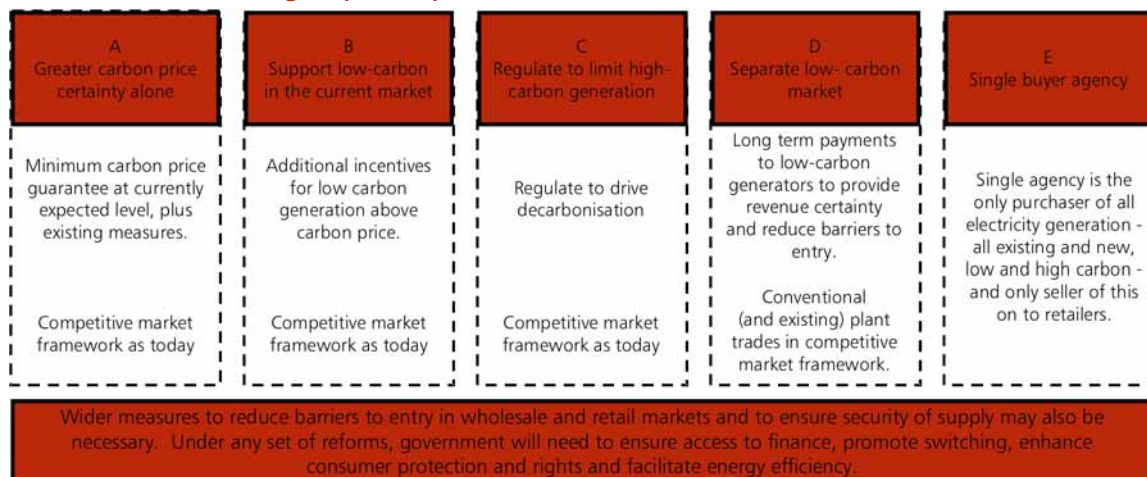 A
Greater carbon price
certainty alone
Minimum carbon price
guarantee at currently
expected level, plus
existing measures.
Competitive market
framework as today
B
Support low-carbon
in the current market
Additional incentives
for low carbon
generation above
carbon price.
Competitive market
framework as today
C
Regulate to limit high-
carbon generation
Regulate to drive
decarbonisation
Competitive market
framework as today
D
Separate low- carbon
market
Long term payments
to low-carbon
generators to provide
revenue certainty
and reduce barriers to
entry.
Conventional
(and existing) plant
trades in competitive
market framework.
E
Single buyer agency
Single agency is the
only purchaser of all
electricity generation -
all existing and new,
low and high carbon -
and only seller of this
on to retailers.
Wider measures to reduce barriers to entry in wholesale and retail markets and to ensure security of supply may also be
necessary. Under any set of reforms, government will need to ensure access to finance, promote switching, enhance
consumer protection and rights and facilitate energy efficiency.